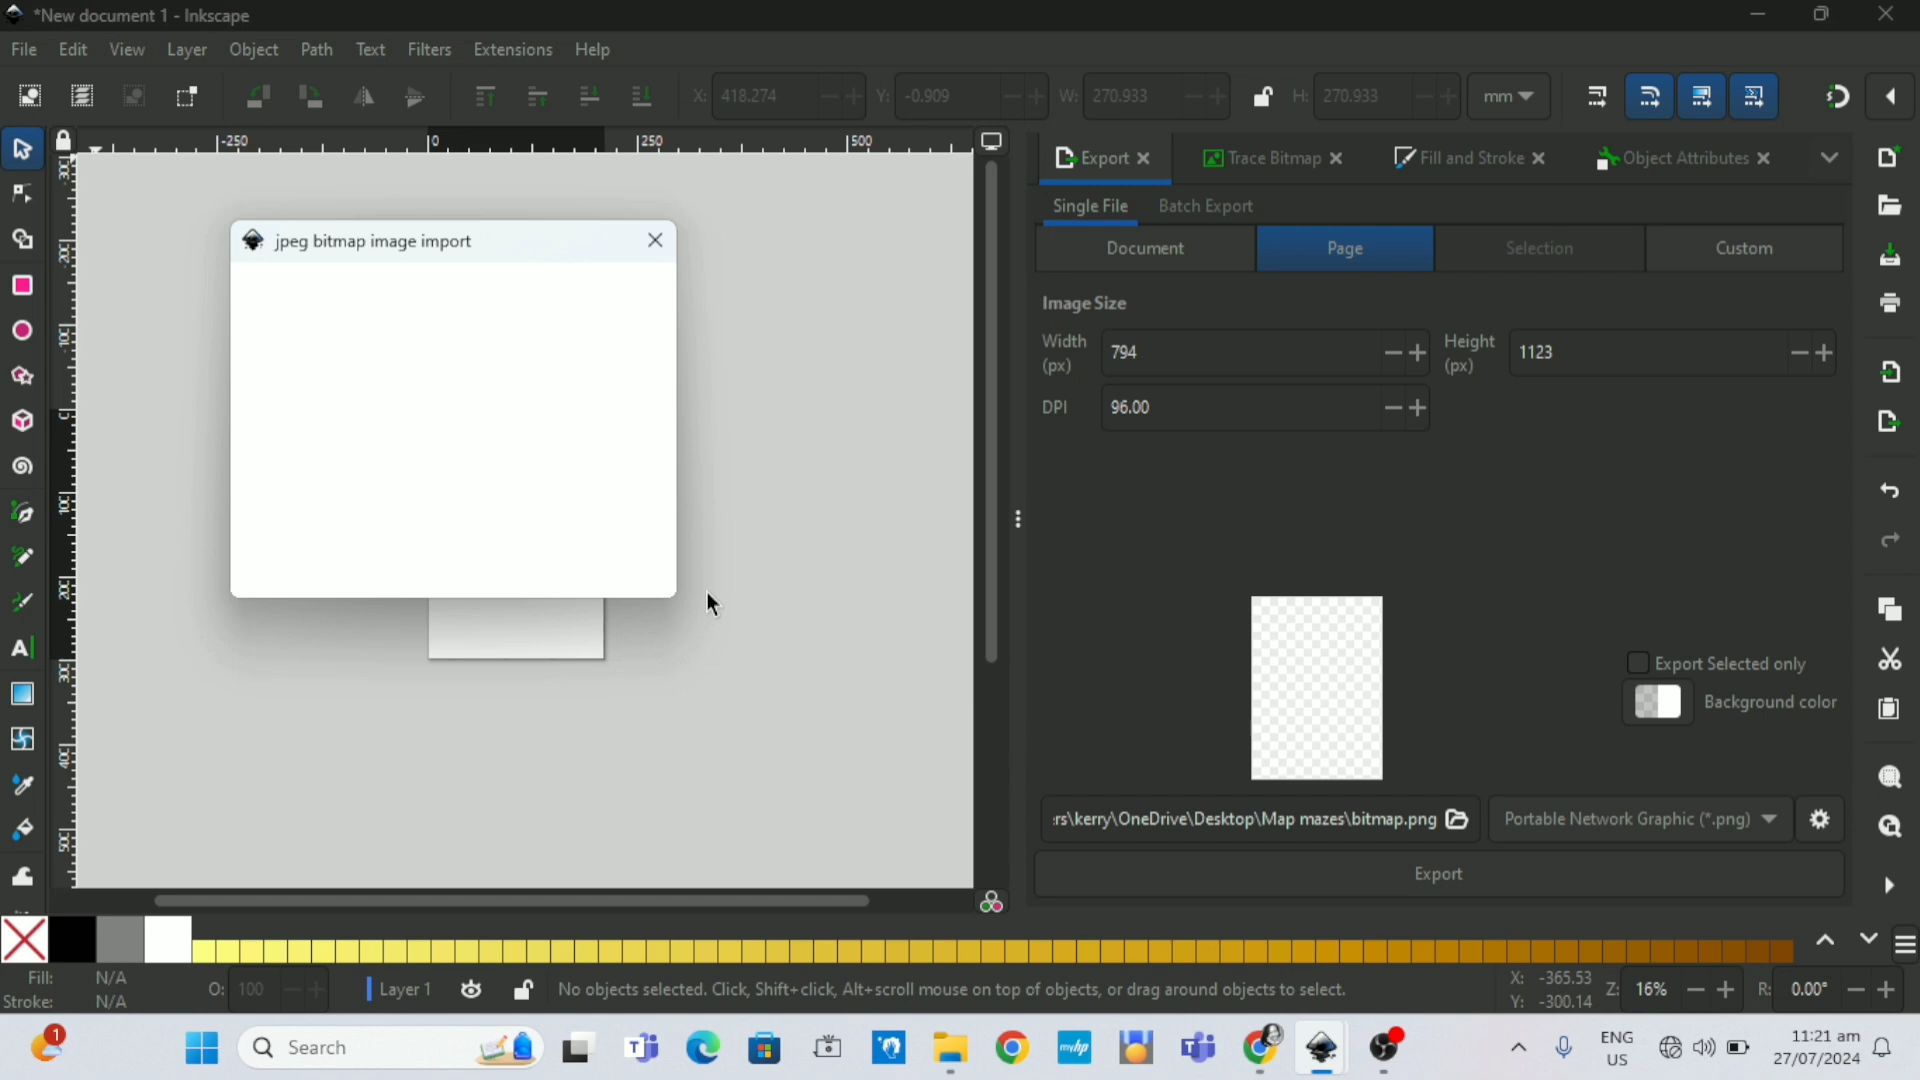 *New document 1 - Inkscape
File Edit View Layer Object Path Text Filters Extensions Help
X: 418.274 Y: -0.909 W: 270.933 H: 270.933 mm
-250 0 250 500
Export Trace Bitmap Fill and Stroke Object Attributes
Single File Batch Export
Document Page Selection Custom
jpeg bitmap image import
Image Size
Width (px) 794 Height (px) 1123
DPI 96.00
Export Selected only
Background color
ers\kerry\OneDrive\Desktop\Map mazes\bitmap.png Portable Network Graphic (*.png)
Export
Fill: N/A
Stroke: N/A
O: 100 Layer 1 No objects selected. Click, Shift+click, Alt+scroll mouse on top of objects, or drag around objects to select.
X: -365.53
Y: -300.14
Z: 16% R: 0.00°
1 Search myhp ENG US
11:21 am
27/07/2024